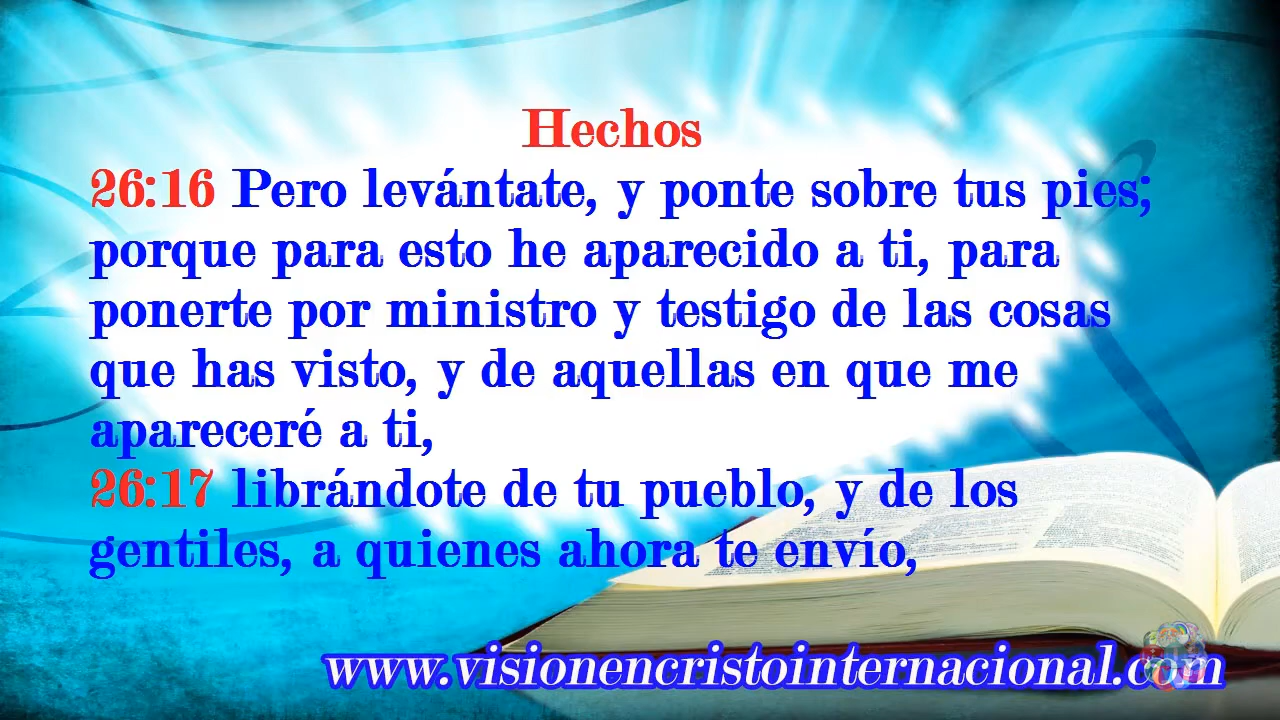 Hechos
26:16 Pero levántate, y ponte sobre tus pies;
porque para esto he aparecido a ti, para
ponerte por ministro y testigo de las cosas
que has visto, y de aquellas en que me
apareceré a ti,
26:17 librándote de tu pueblo, y de los
gentiles, a quienes ahora te envío,
www.visionencristointernacional.com